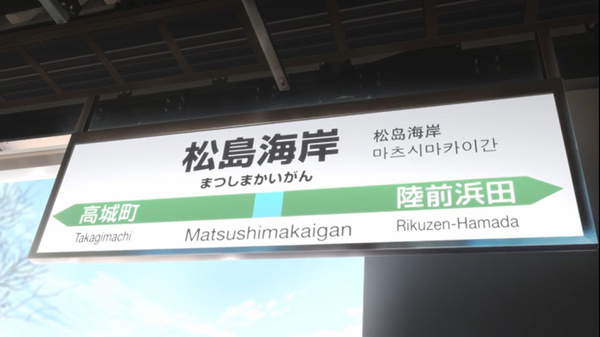 松島海岸
まつしまかいがん
松岛海岸
마츠시마카이간
高城町
陸前浜田
Takagimachi
Matsushimakaigan
Rikuzen-Hamada